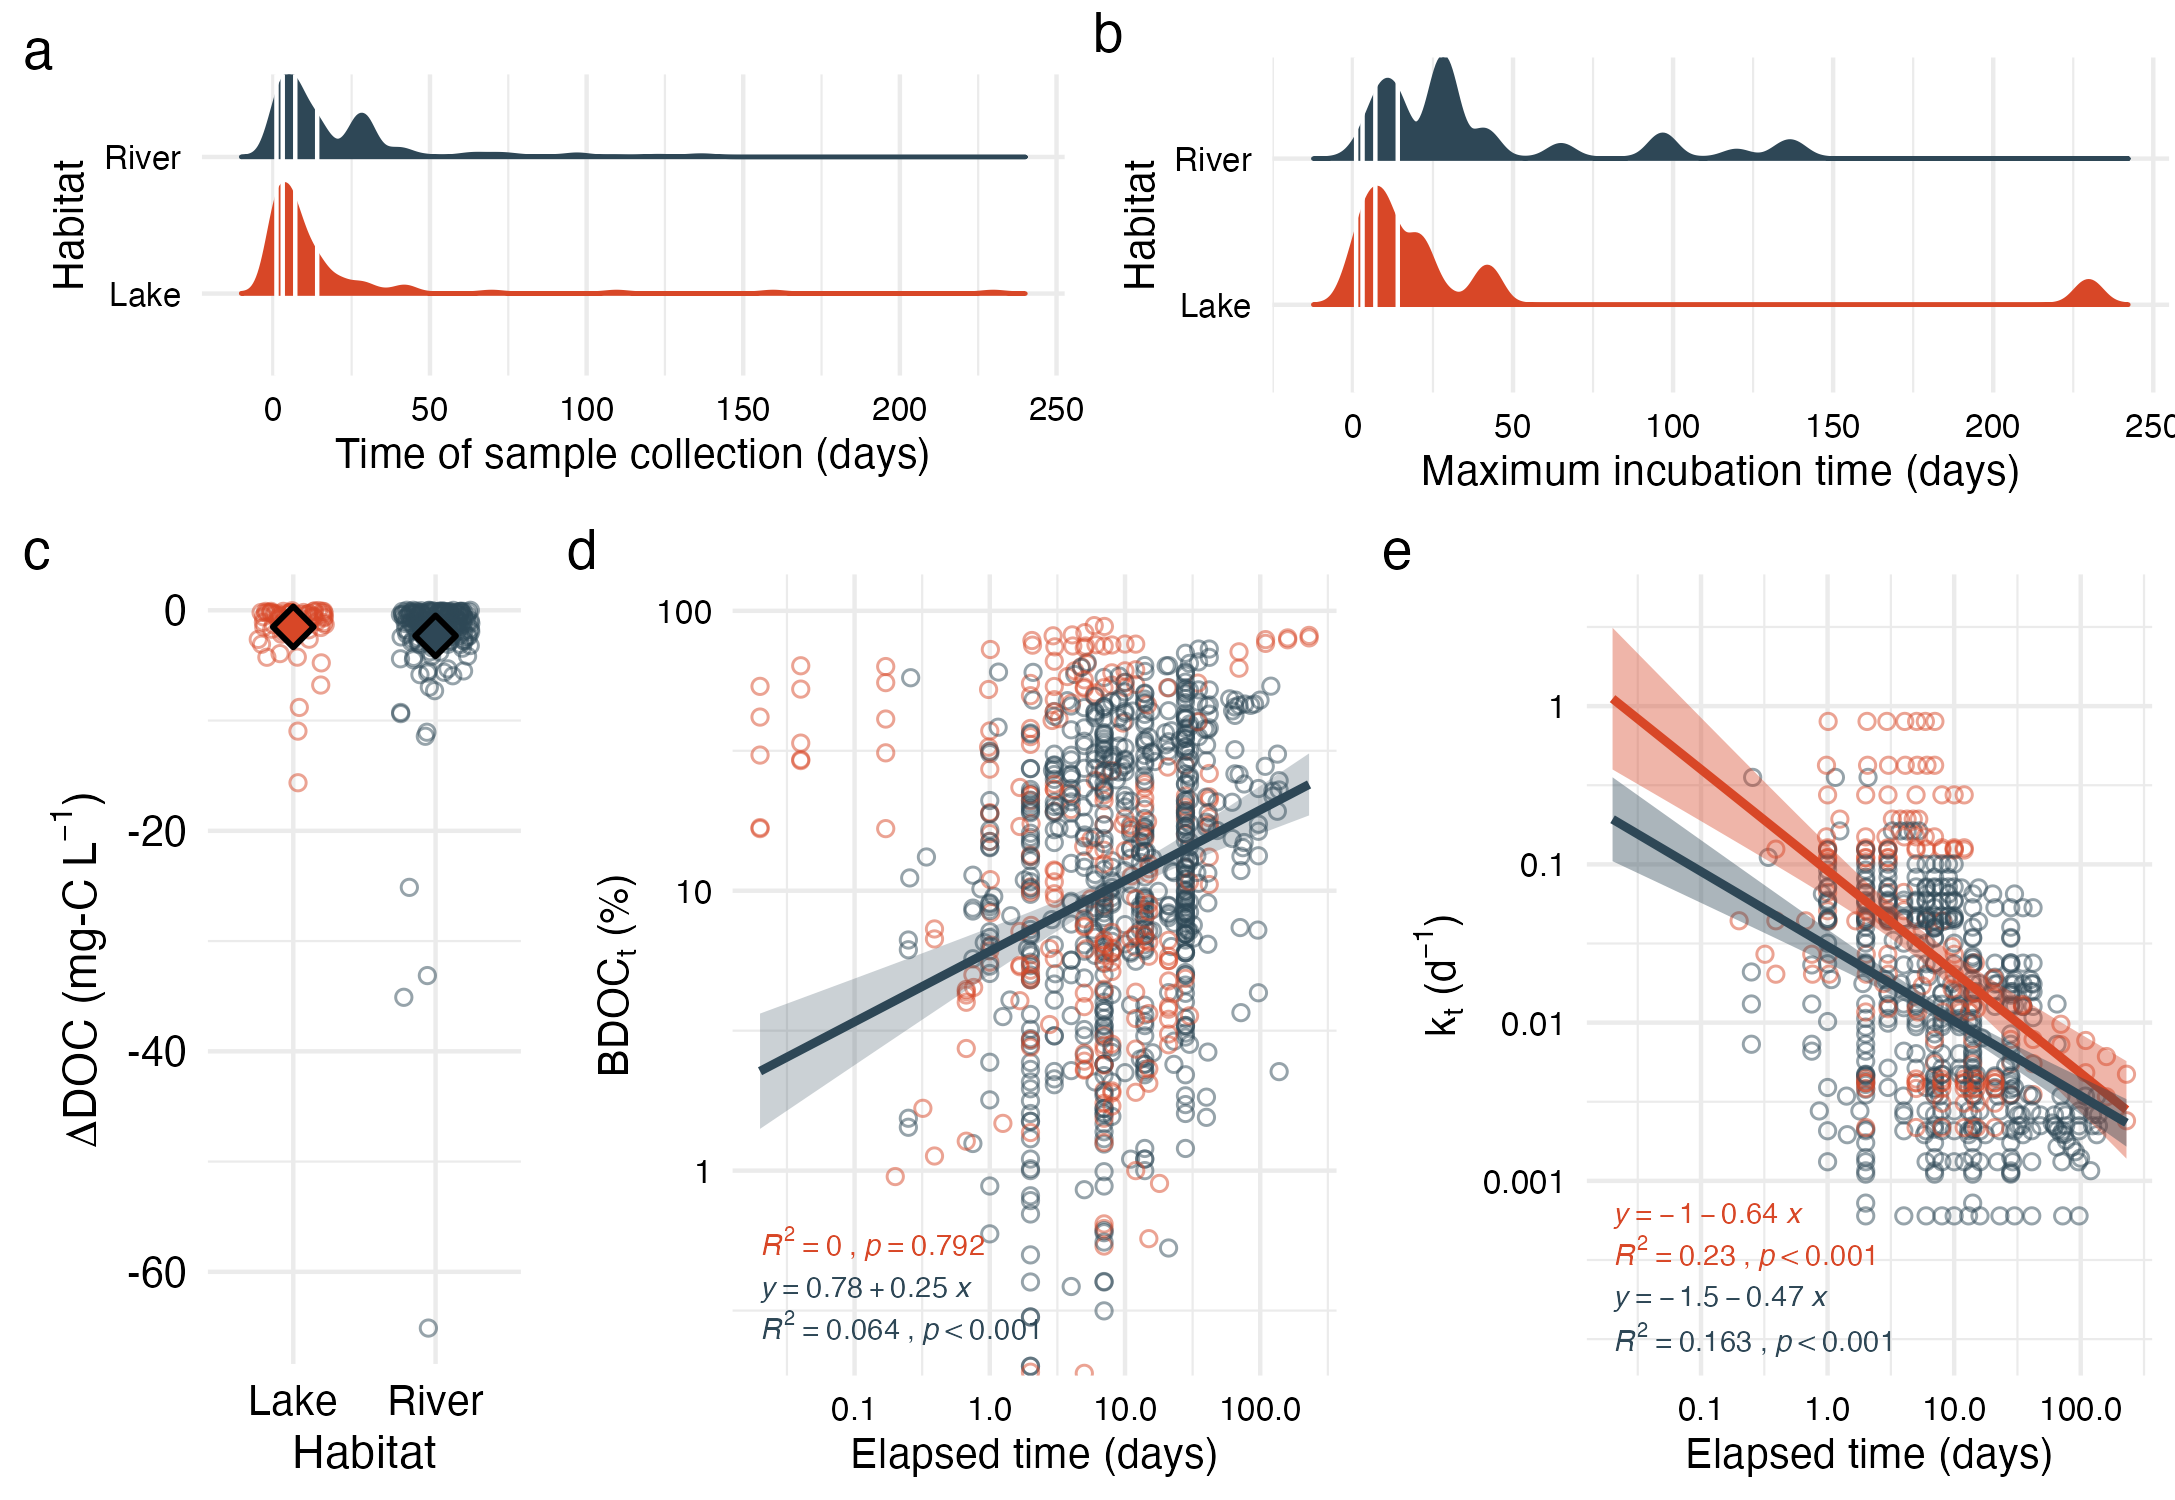 a
River
Lake
Habitat
0 50 100 150 200 250
Time of sample collection (days)
b
River
Lake
Habitat
0 50 100 150 200 250
Maximum incubation time (days)
c
0
-20
-40
-60
ΔDOC (mg-C L⁻¹)
Lake River
Habitat
d
100
10
1
BDOCₜ (%)
R² = 0 , p = 0.792
y = 0.78 + 0.25 x
R² = 0.064 , p < 0.001
0.1 1.0 10.0 100.0
Elapsed time (days)
e
1
0.1
0.01
0.001
kₜ (d⁻¹)
y = − 1 − 0.64 x
R² = 0.23 , p < 0.001
y = − 1.5 − 0.47 x
R² = 0.163 , p < 0.001
0.1 1.0 10.0 100.0
Elapsed time (days)